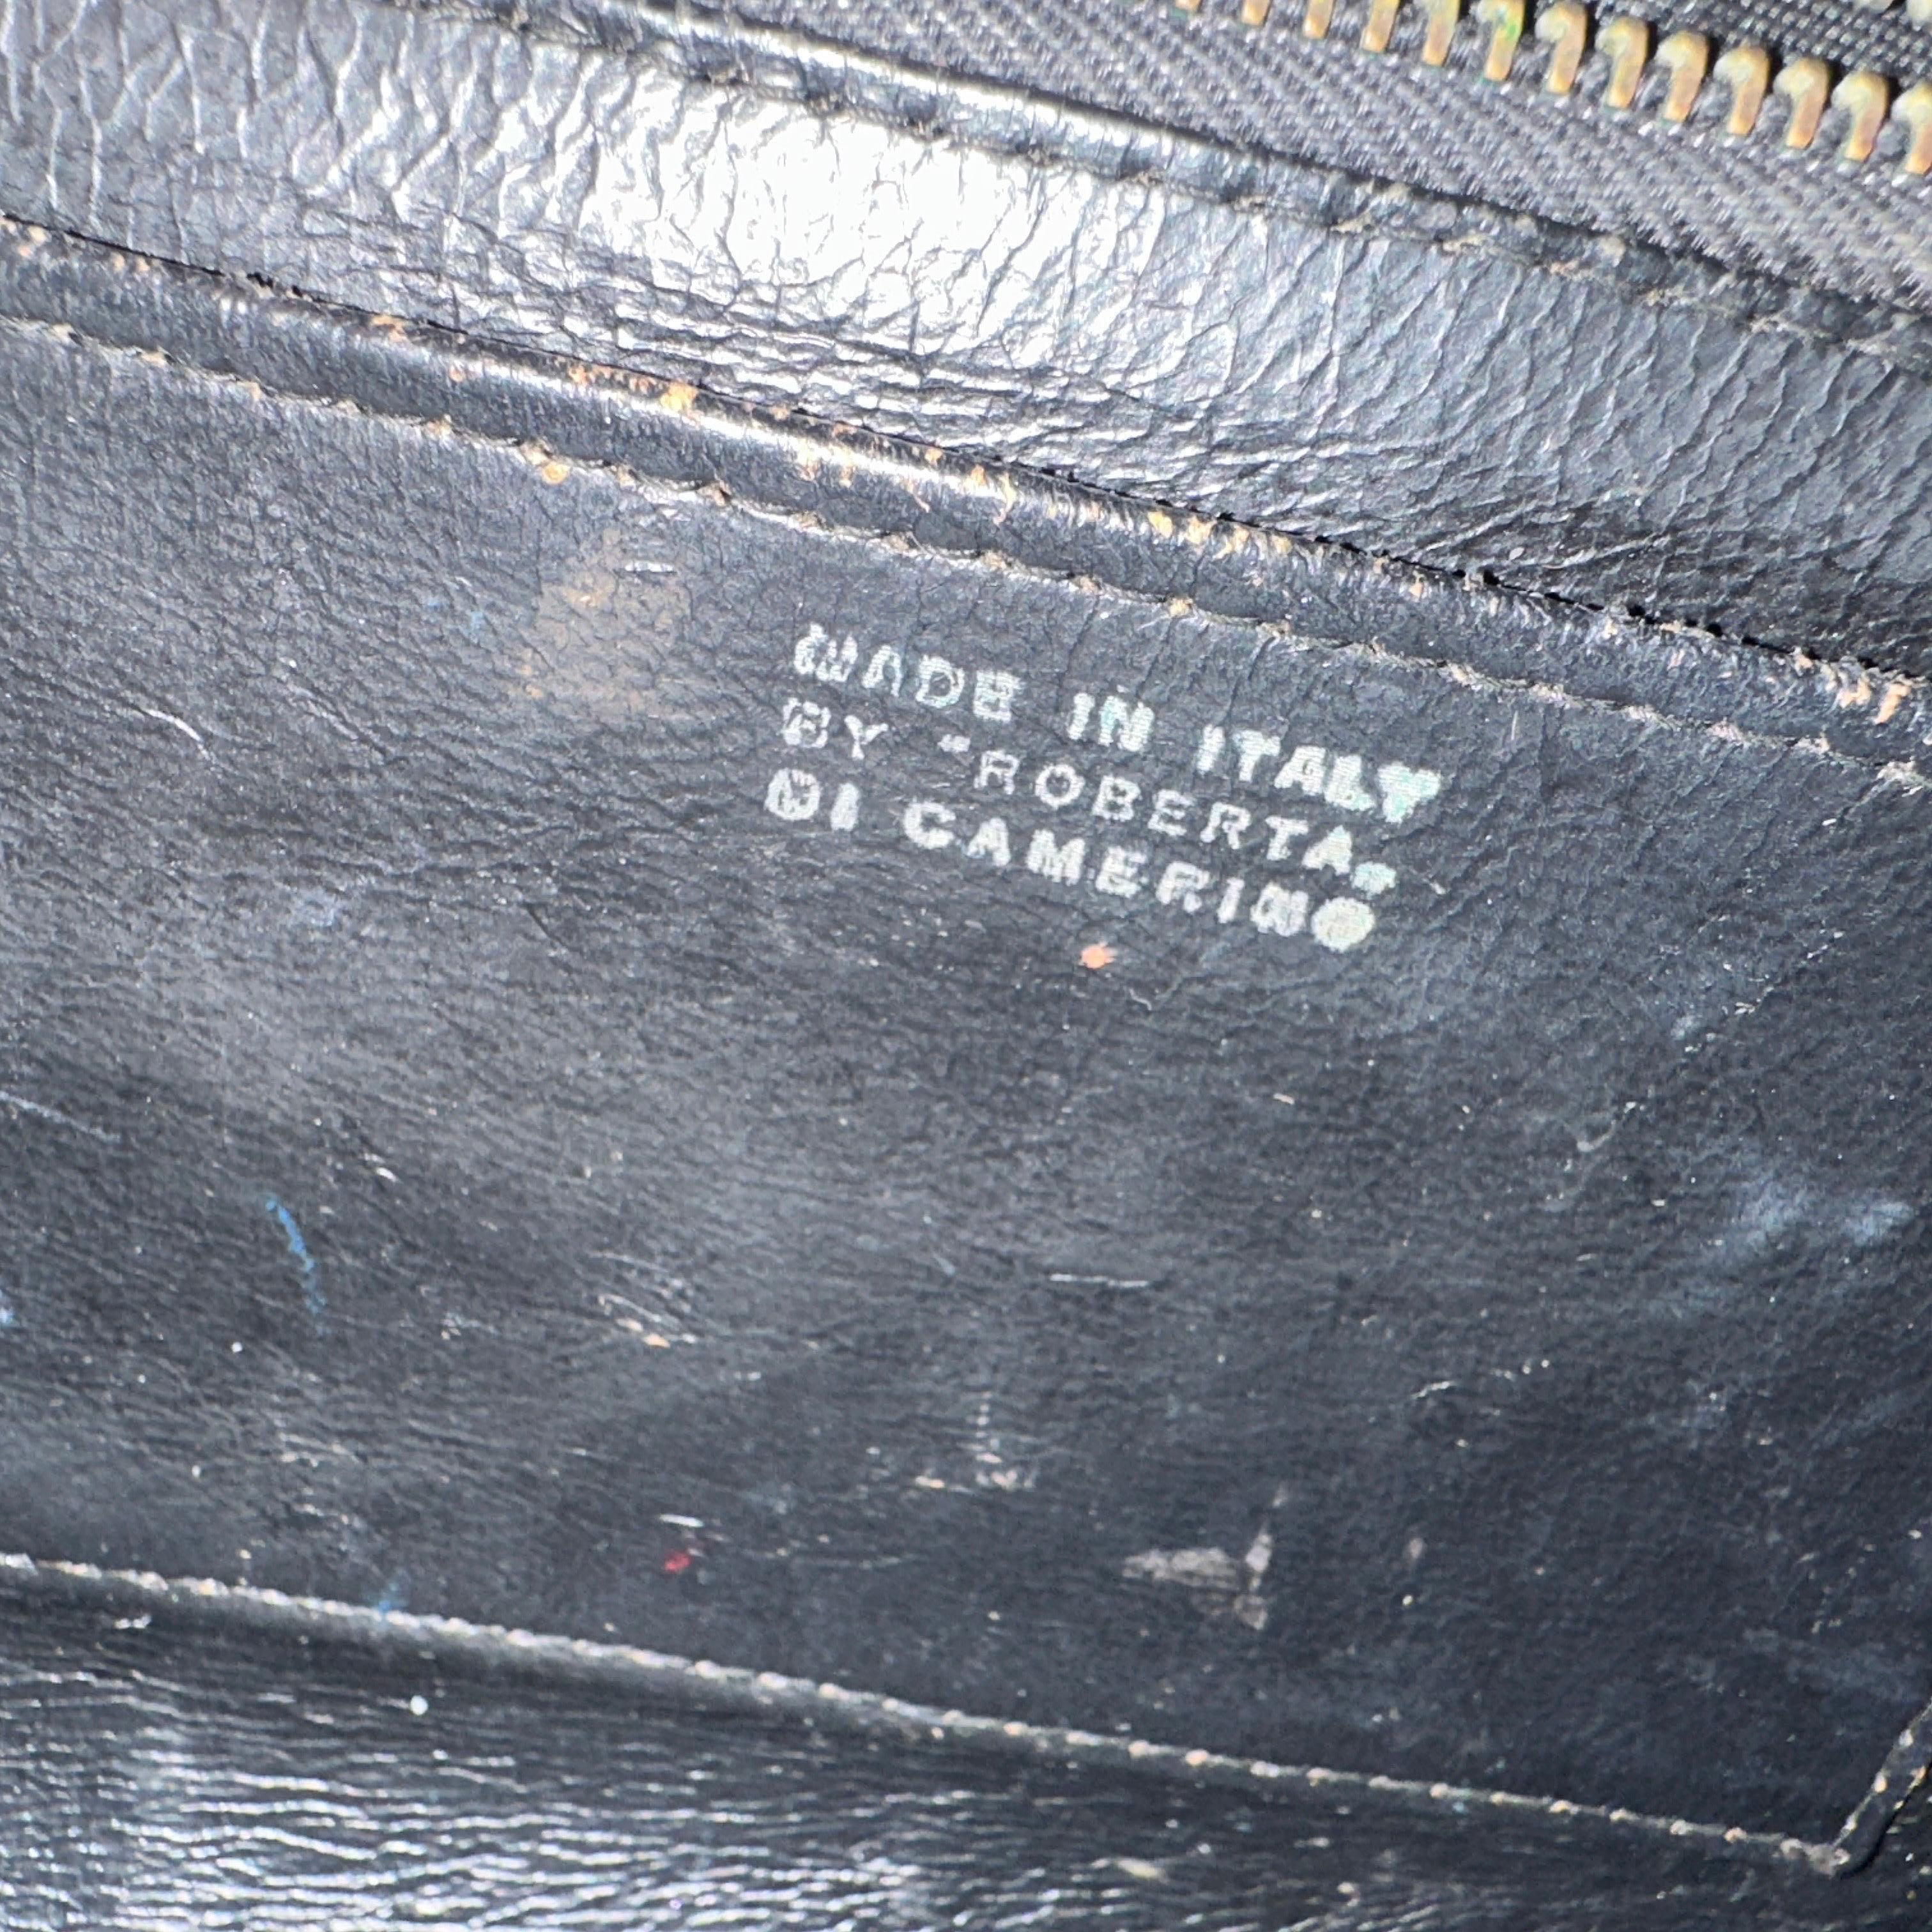 MADE IN ITALY
BY "ROBERTA„
DI CAMERINO